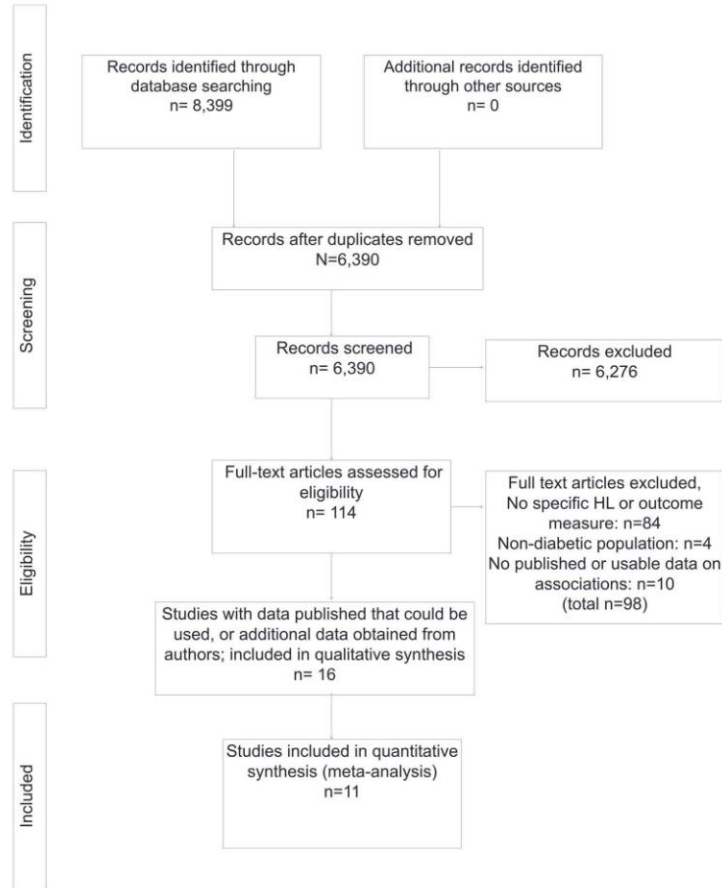 Identification
Records identified through
database searching
n= 8,399
Additional records identified
through other sources
n= 0
Screening
Records after duplicates removed
N=6,390
Records screened
n= 6,390
Records excluded
n= 6,276
Eligibility
Full-text articles assessed for
eligibility
n= 114
Full text articles excluded,
No specific HL or outcome
measure: n=84
Non-diabetic population: n=4
No published or usable data on
associations: n=10
(total n=98)
Studies with data published that could be
used, or additional data obtained from
authors; included in qualitative synthesis
n= 16
Included
Studies included in quantitative
synthesis (meta-analysis)
n=11